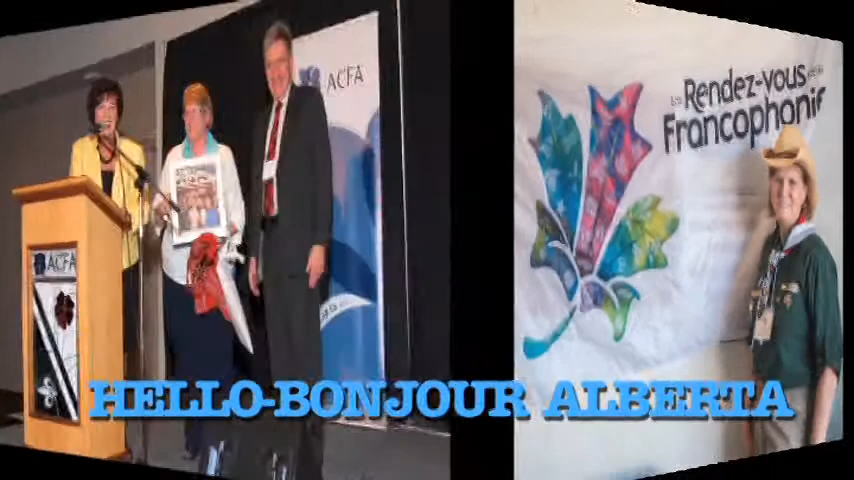 ACFA
ACFA
Rendez-vous
Francophonie
HELLO-BONJOUR ALBERTA